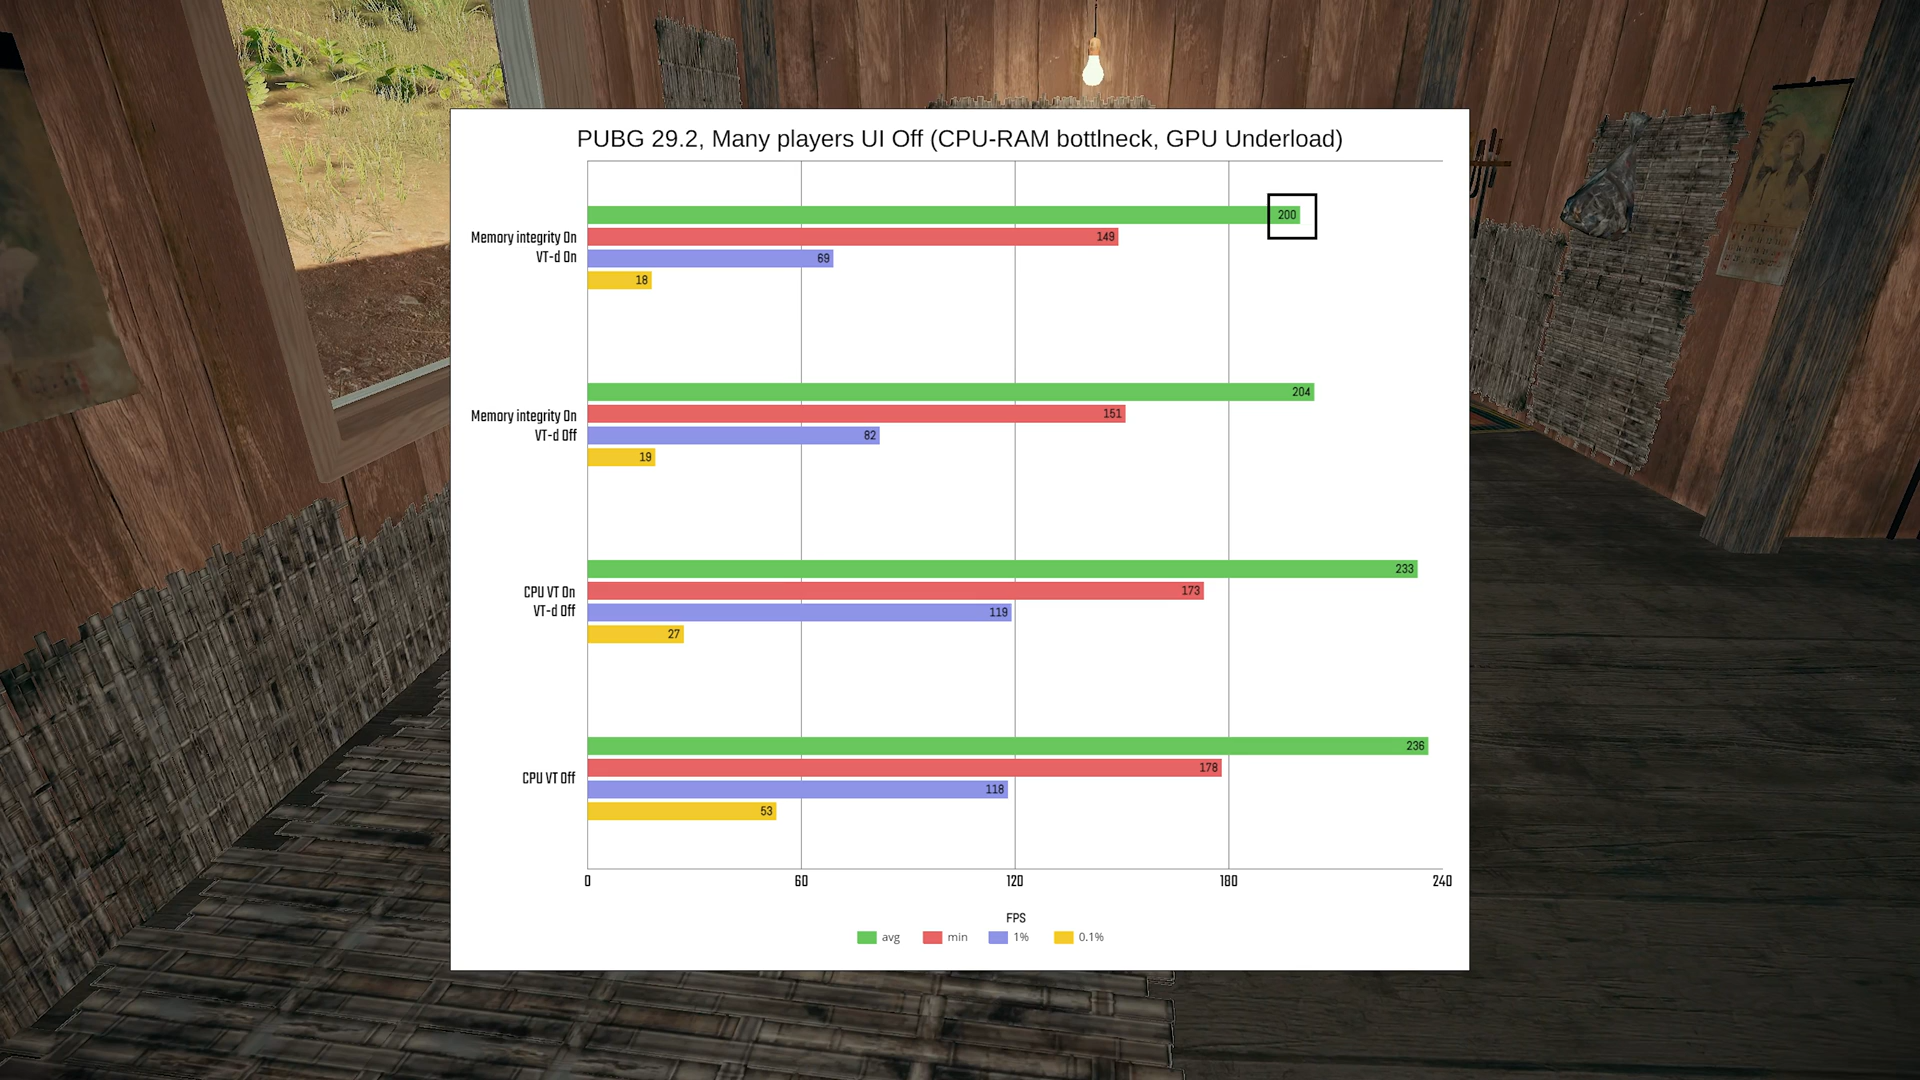 PUBG 29.2, Many players UI Off (CPU-RAM bottlneck, GPU Underload)
200
Memory integrity On
VT-d On
149
69
18
204
Memory integrity On
VT-d Off
151
82
19
233
CPU VT On
VT-d Off
173
119
27
236
CPU VT Off
178
118
53
0 60 120 180 240
FPS
avg min 1% 0.1%